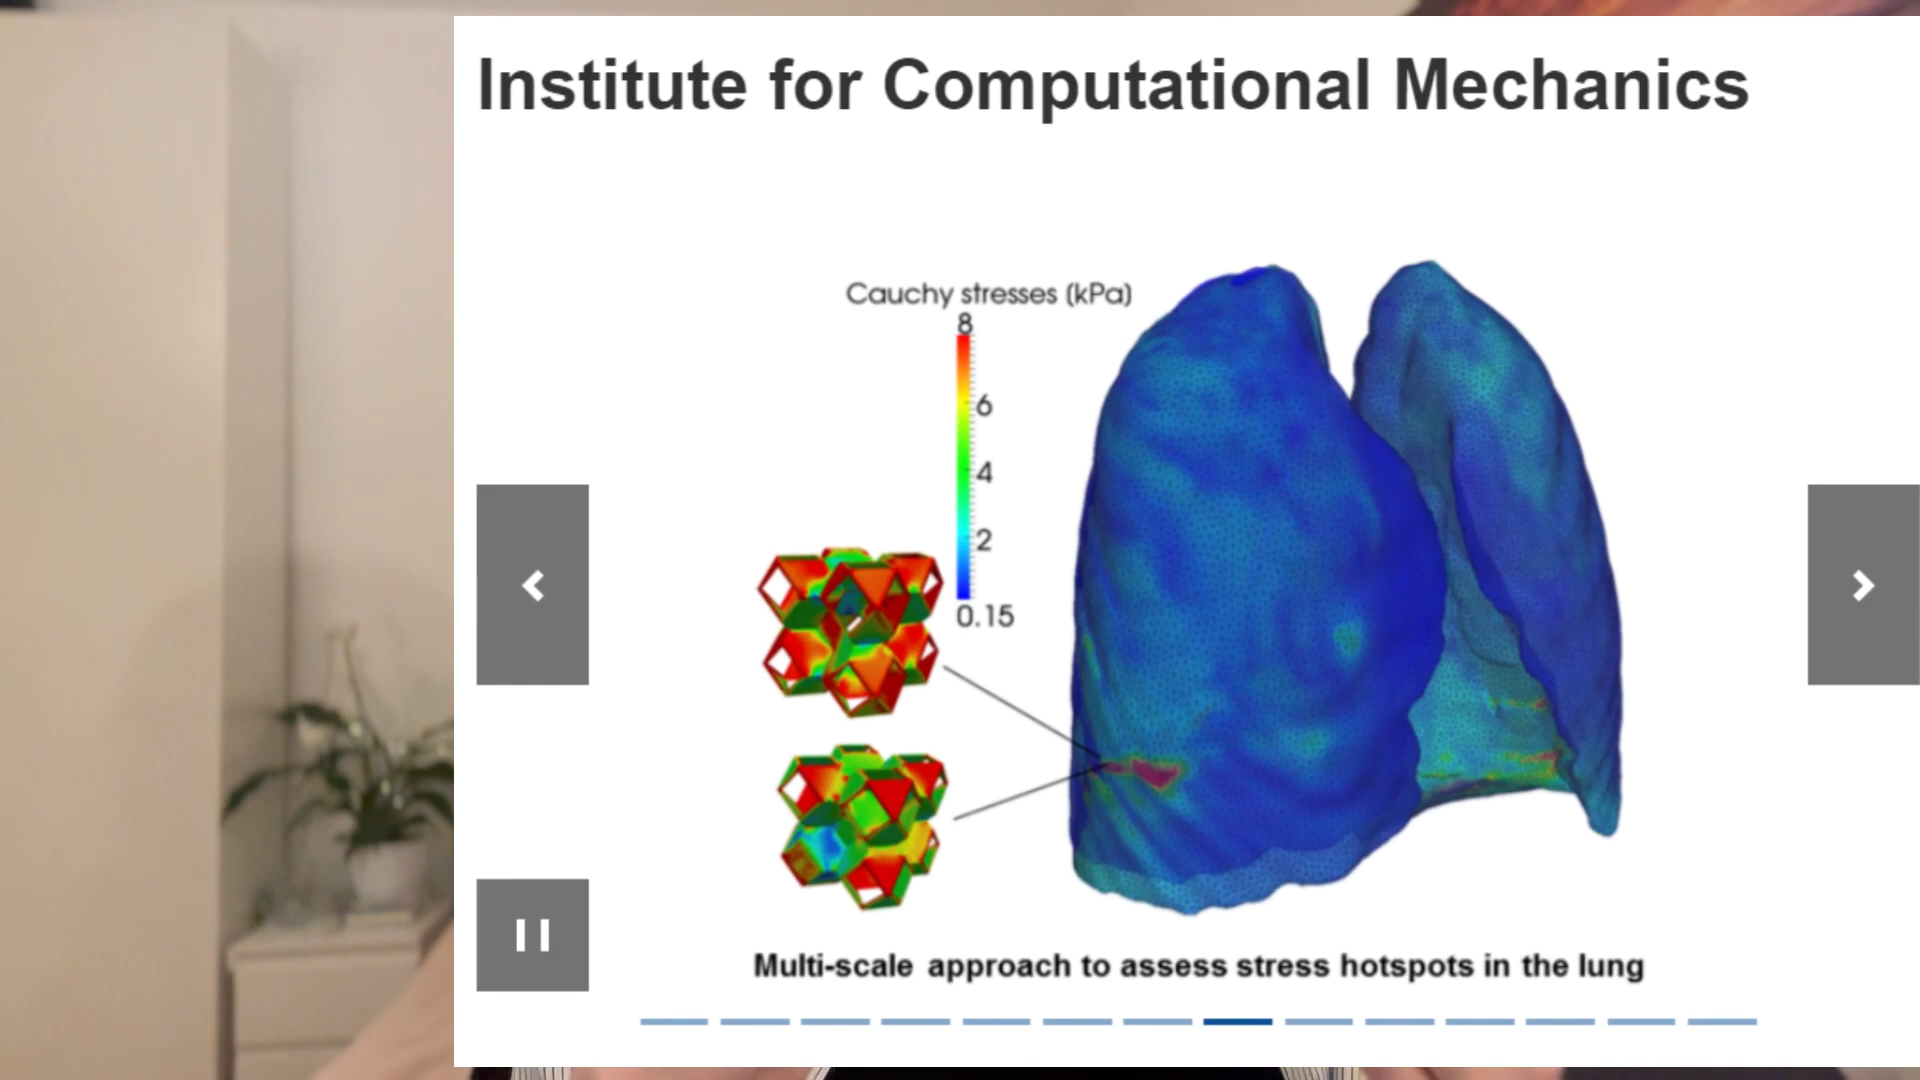 Institute for Computational Mechanics
Cauchy stresses (kPa)
8
6
4
2
0.15
Multi-scale approach to assess stress hotspots in the lung